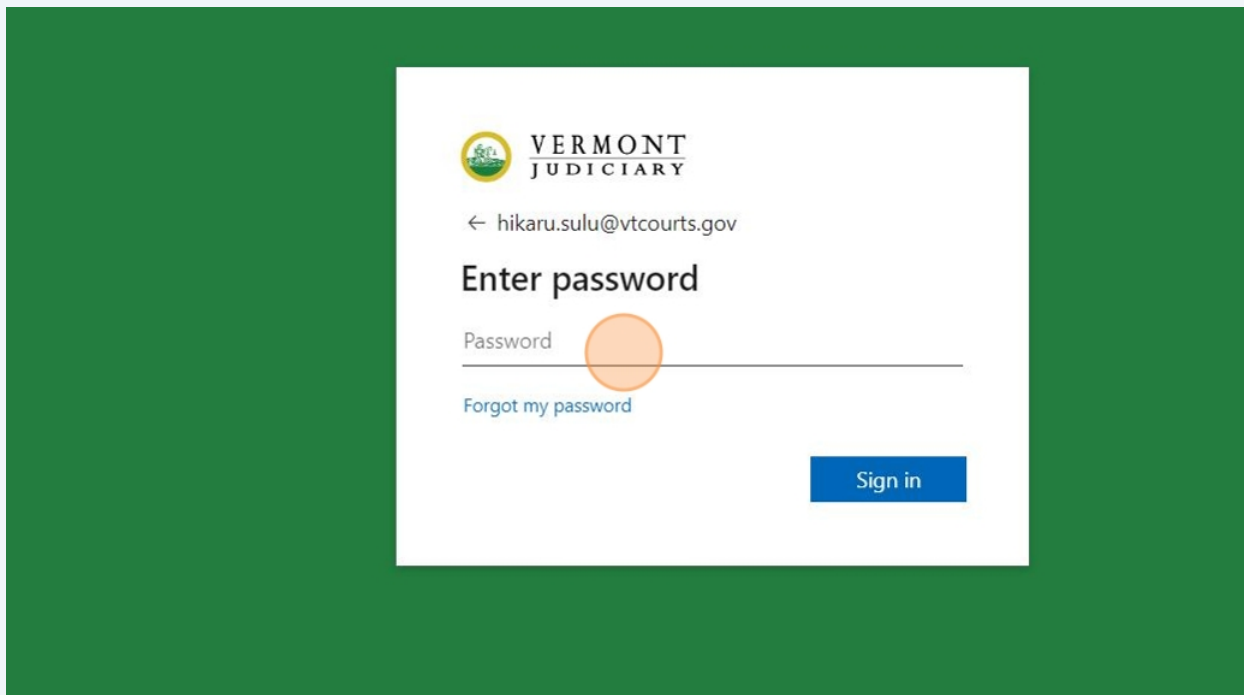 VERMONT
JUDICIARY
← hikaru.sulu@vtcourts.gov
Enter password
Password
Forgot my password
Sign in